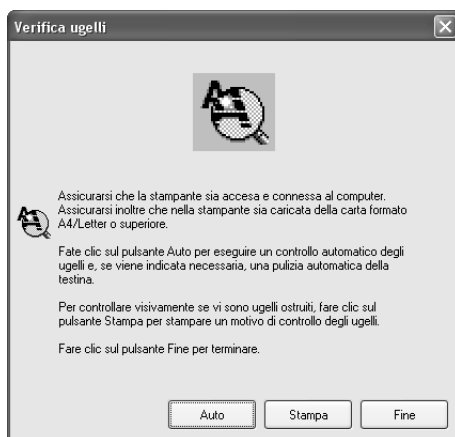 Verifica ugelli
Assicurarsi che la stampante sia accesa e connessa al computer.
Assicurarsi inoltre che nella stampante sia caricata della carta formato
A4/Letter o superiore.
Fate clic sul pulsante Auto per eseguire un controllo automatico degli
ugelli e, se viene indicata necessaria, una pulizia automatica della
testina.
Per controllare visivamente se vi sono ugelli ostruiti, fare clic sul
pulsante Stampa per stampare un motivo di controllo degli ugelli.
Fare clic sul pulsante Fine per terminare.
Auto Stampa Fine